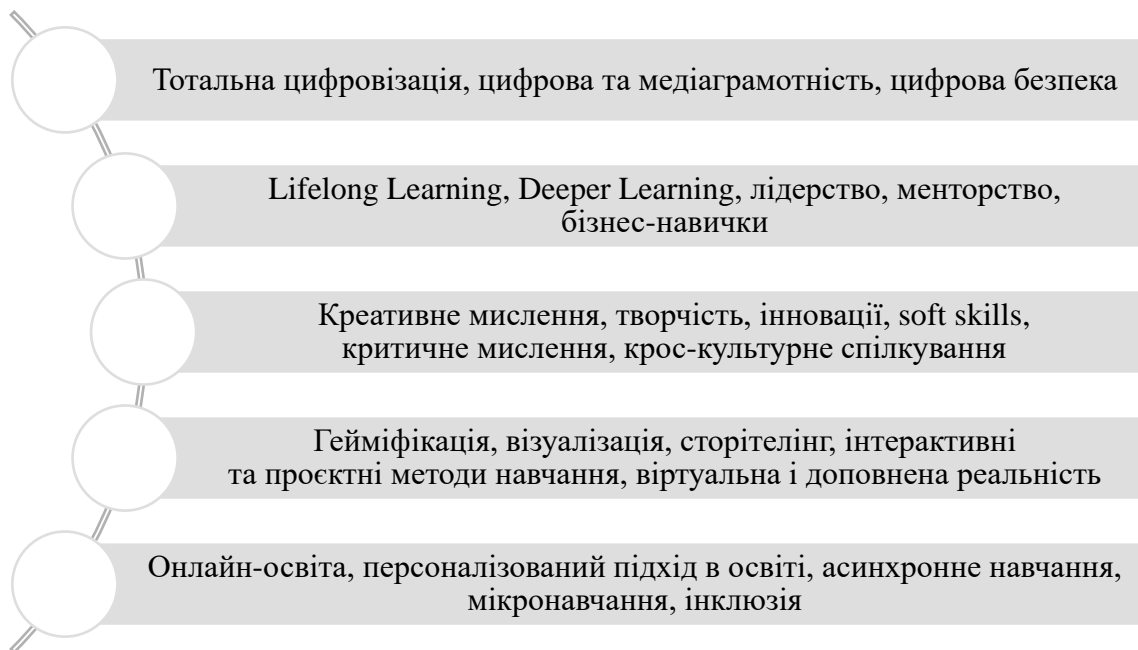 Тотальна цифровізація, цифрова та медіаграмотність, цифрова безпека
Lifelong Learning, Deeper Learning, лідерство, менторство,
бізнес-навички
Креативне мислення, творчість, інновації, soft skills,
критичне мислення, крос-культурне спілкування
Гейміфікація, візуалізація, сторітелінг, інтерактивні
та проєктні методи навчання, віртуальна і доповнена реальність
Онлайн-освіта, персоналізований підхід в освіті, асинхронне навчання,
мікронавчання, інклюзія